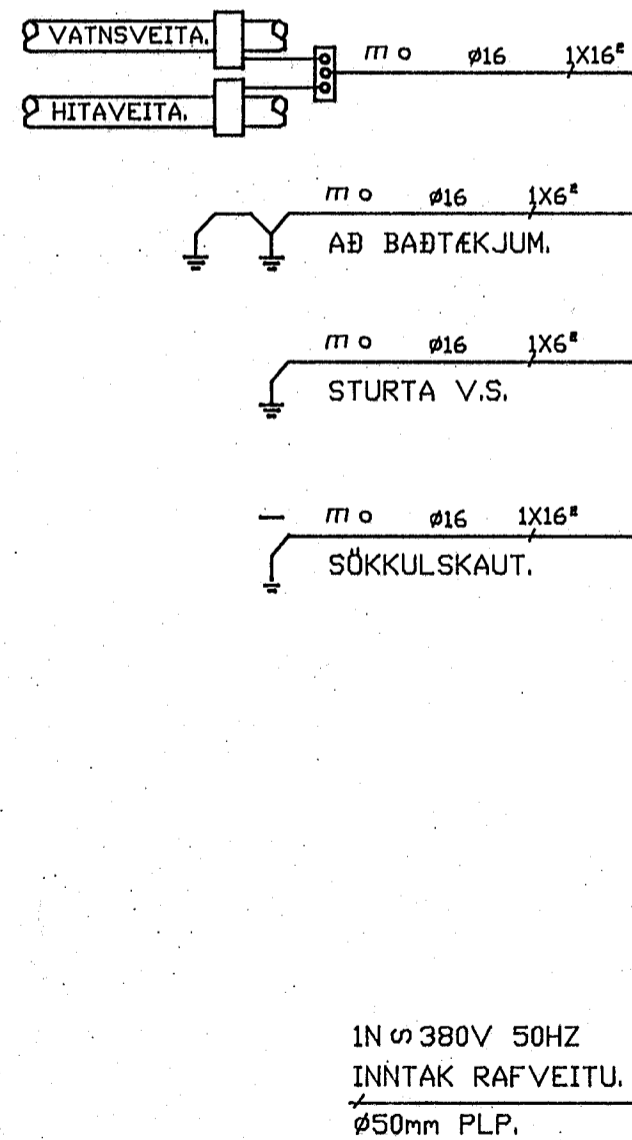 VATNSVEITA.
m o ø16 1X16²
HITAVEITA.
m o ø16 1X6²
AÐ BAÐTÆKJUM.
m o ø16 1X6²
STURTA V.S.
m o ø16 1X16²
SÖKKULSKAUT.
1N ∽ 380V 50HZ
INNTAK RAFVEITU.
Ø50mm PLP.